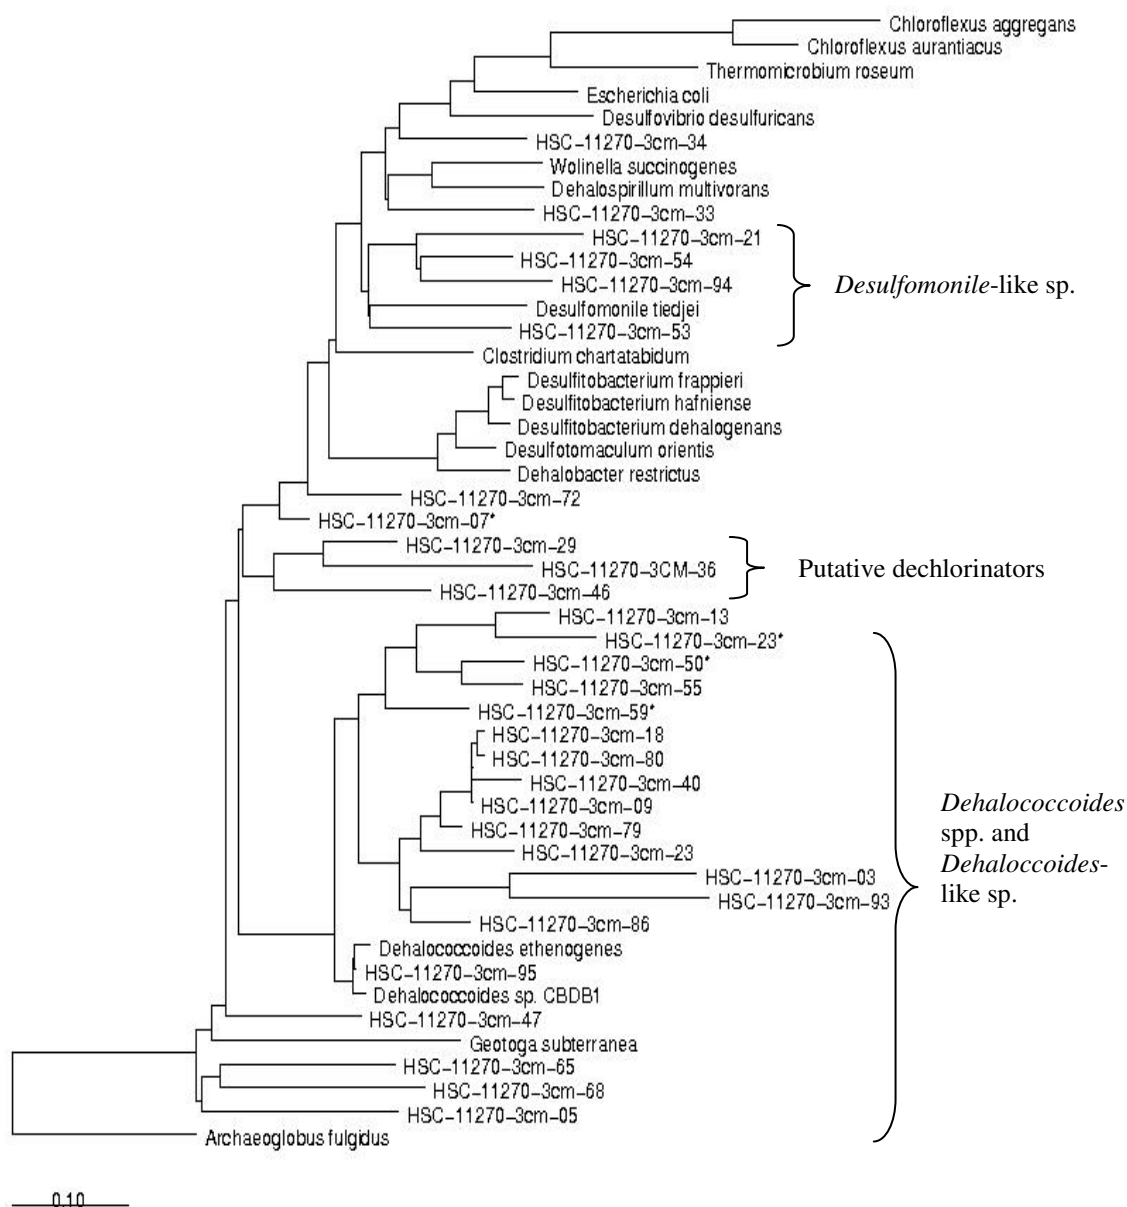 Chloroflexus aggregans
Chloroflexus aurantiacus
Thermomicrobium roseum
Escherichia coli
Desulfovibrio desulfuricans
HSC-11270-3cm-34
Wolinella succinogenes
Dehalospirillum multivorans
HSC-11270-3cm-33
HSC-11270-3cm-21
HSC-11270-3cm-54
HSC-11270-3cm-94
Desulfomonile-like sp.
Desulfomonile tiedjei
HSC-11270-3cm-53
Clostridium chartatabidum
Desulfitobacterium frappieri
Desulfitobacterium hafniense
Desulfitobacterium dehalogenans
Desulfotomaculum orientis
Dehalobacter restrictus
HSC-11270-3cm-72
HSC-11270-3cm-07*
HSC-11270-3cm-29
HSC-11270-3CM-36
Putative dechlorinators
HSC-11270-3cm-46
HSC-11270-3cm-13
HSC-11270-3cm-23*
HSC-11270-3cm-50*
HSC-11270-3cm-55
HSC-11270-3cm-59*
HSC-11270-3cm-18
HSC-11270-3cm-80
HSC-11270-3cm-40
HSC-11270-3cm-09
HSC-11270-3cm-79
HSC-11270-3cm-23
HSC-11270-3cm-03
HSC-11270-3cm-93
HSC-11270-3cm-86
Dehalococcoides
spp. and
Dehaloccoides-
like sp.
Dehalococcoides ethenogenes
HSC-11270-3cm-95
Dehalococcoides sp. CBDB1
HSC-11270-3cm-47
Geotoga subterranea
HSC-11270-3cm-65
HSC-11270-3cm-68
HSC-11270-3cm-05
Archaeoglobus fulgidus
0.10